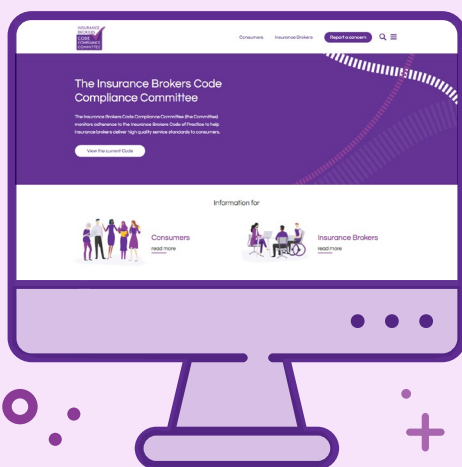 INSURANCE
BROKERS
CODE
COMPLIANCE
COMMITTEE
Consumers Insurance Brokers Report a concern
The Insurance Brokers Code
Compliance Committee
The Insurance Brokers Code Compliance Committee (the Committee)
monitors adherence to the Insurance Brokers Code of Practice to help
insurance brokers deliver high quality service standards to consumers.
View the current Code
Information for
Consumers
read more
Insurance Brokers
read more